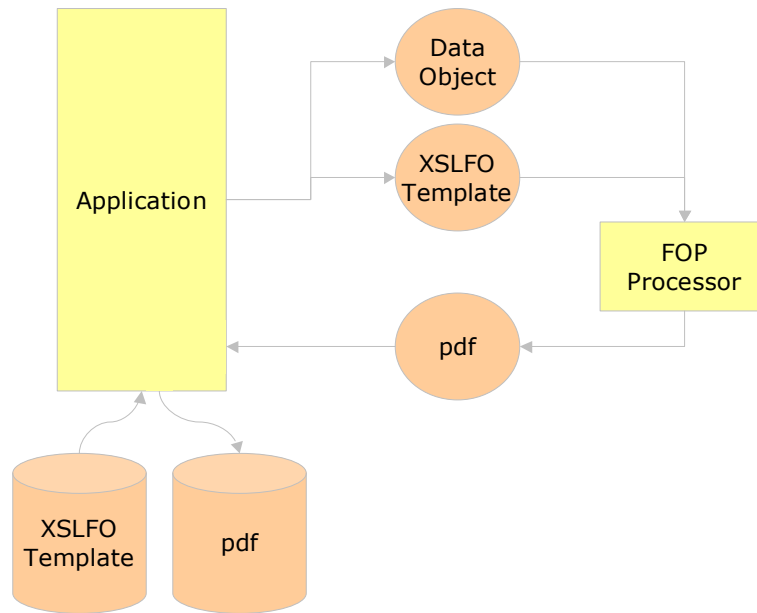 Data
Object
XSLFO
Template
Application
FOP
Processor
pdf
XSLFO
Template
pdf